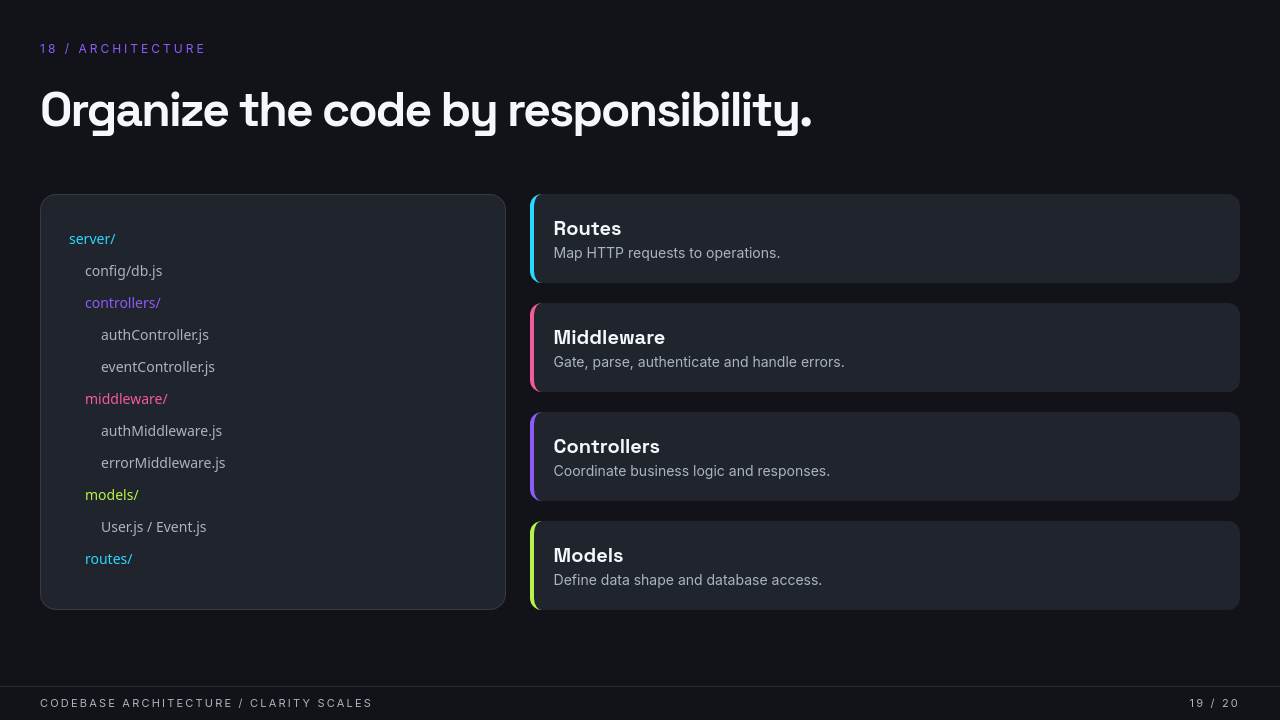 18 / ARCHITECTURE
Organize the code by responsibility.
server/
config/db.js
controllers/
authController.js
eventController.js
middleware/
authMiddleware.js
errorMiddleware.js
models/
User.js / Event.js
routes/
Routes
Map HTTP requests to operations.
Middleware
Gate, parse, authenticate and handle errors.
Controllers
Coordinate business logic and responses.
Models
Define data shape and database access.
CODEBASE ARCHITECTURE / CLARITY SCALES
19 / 20